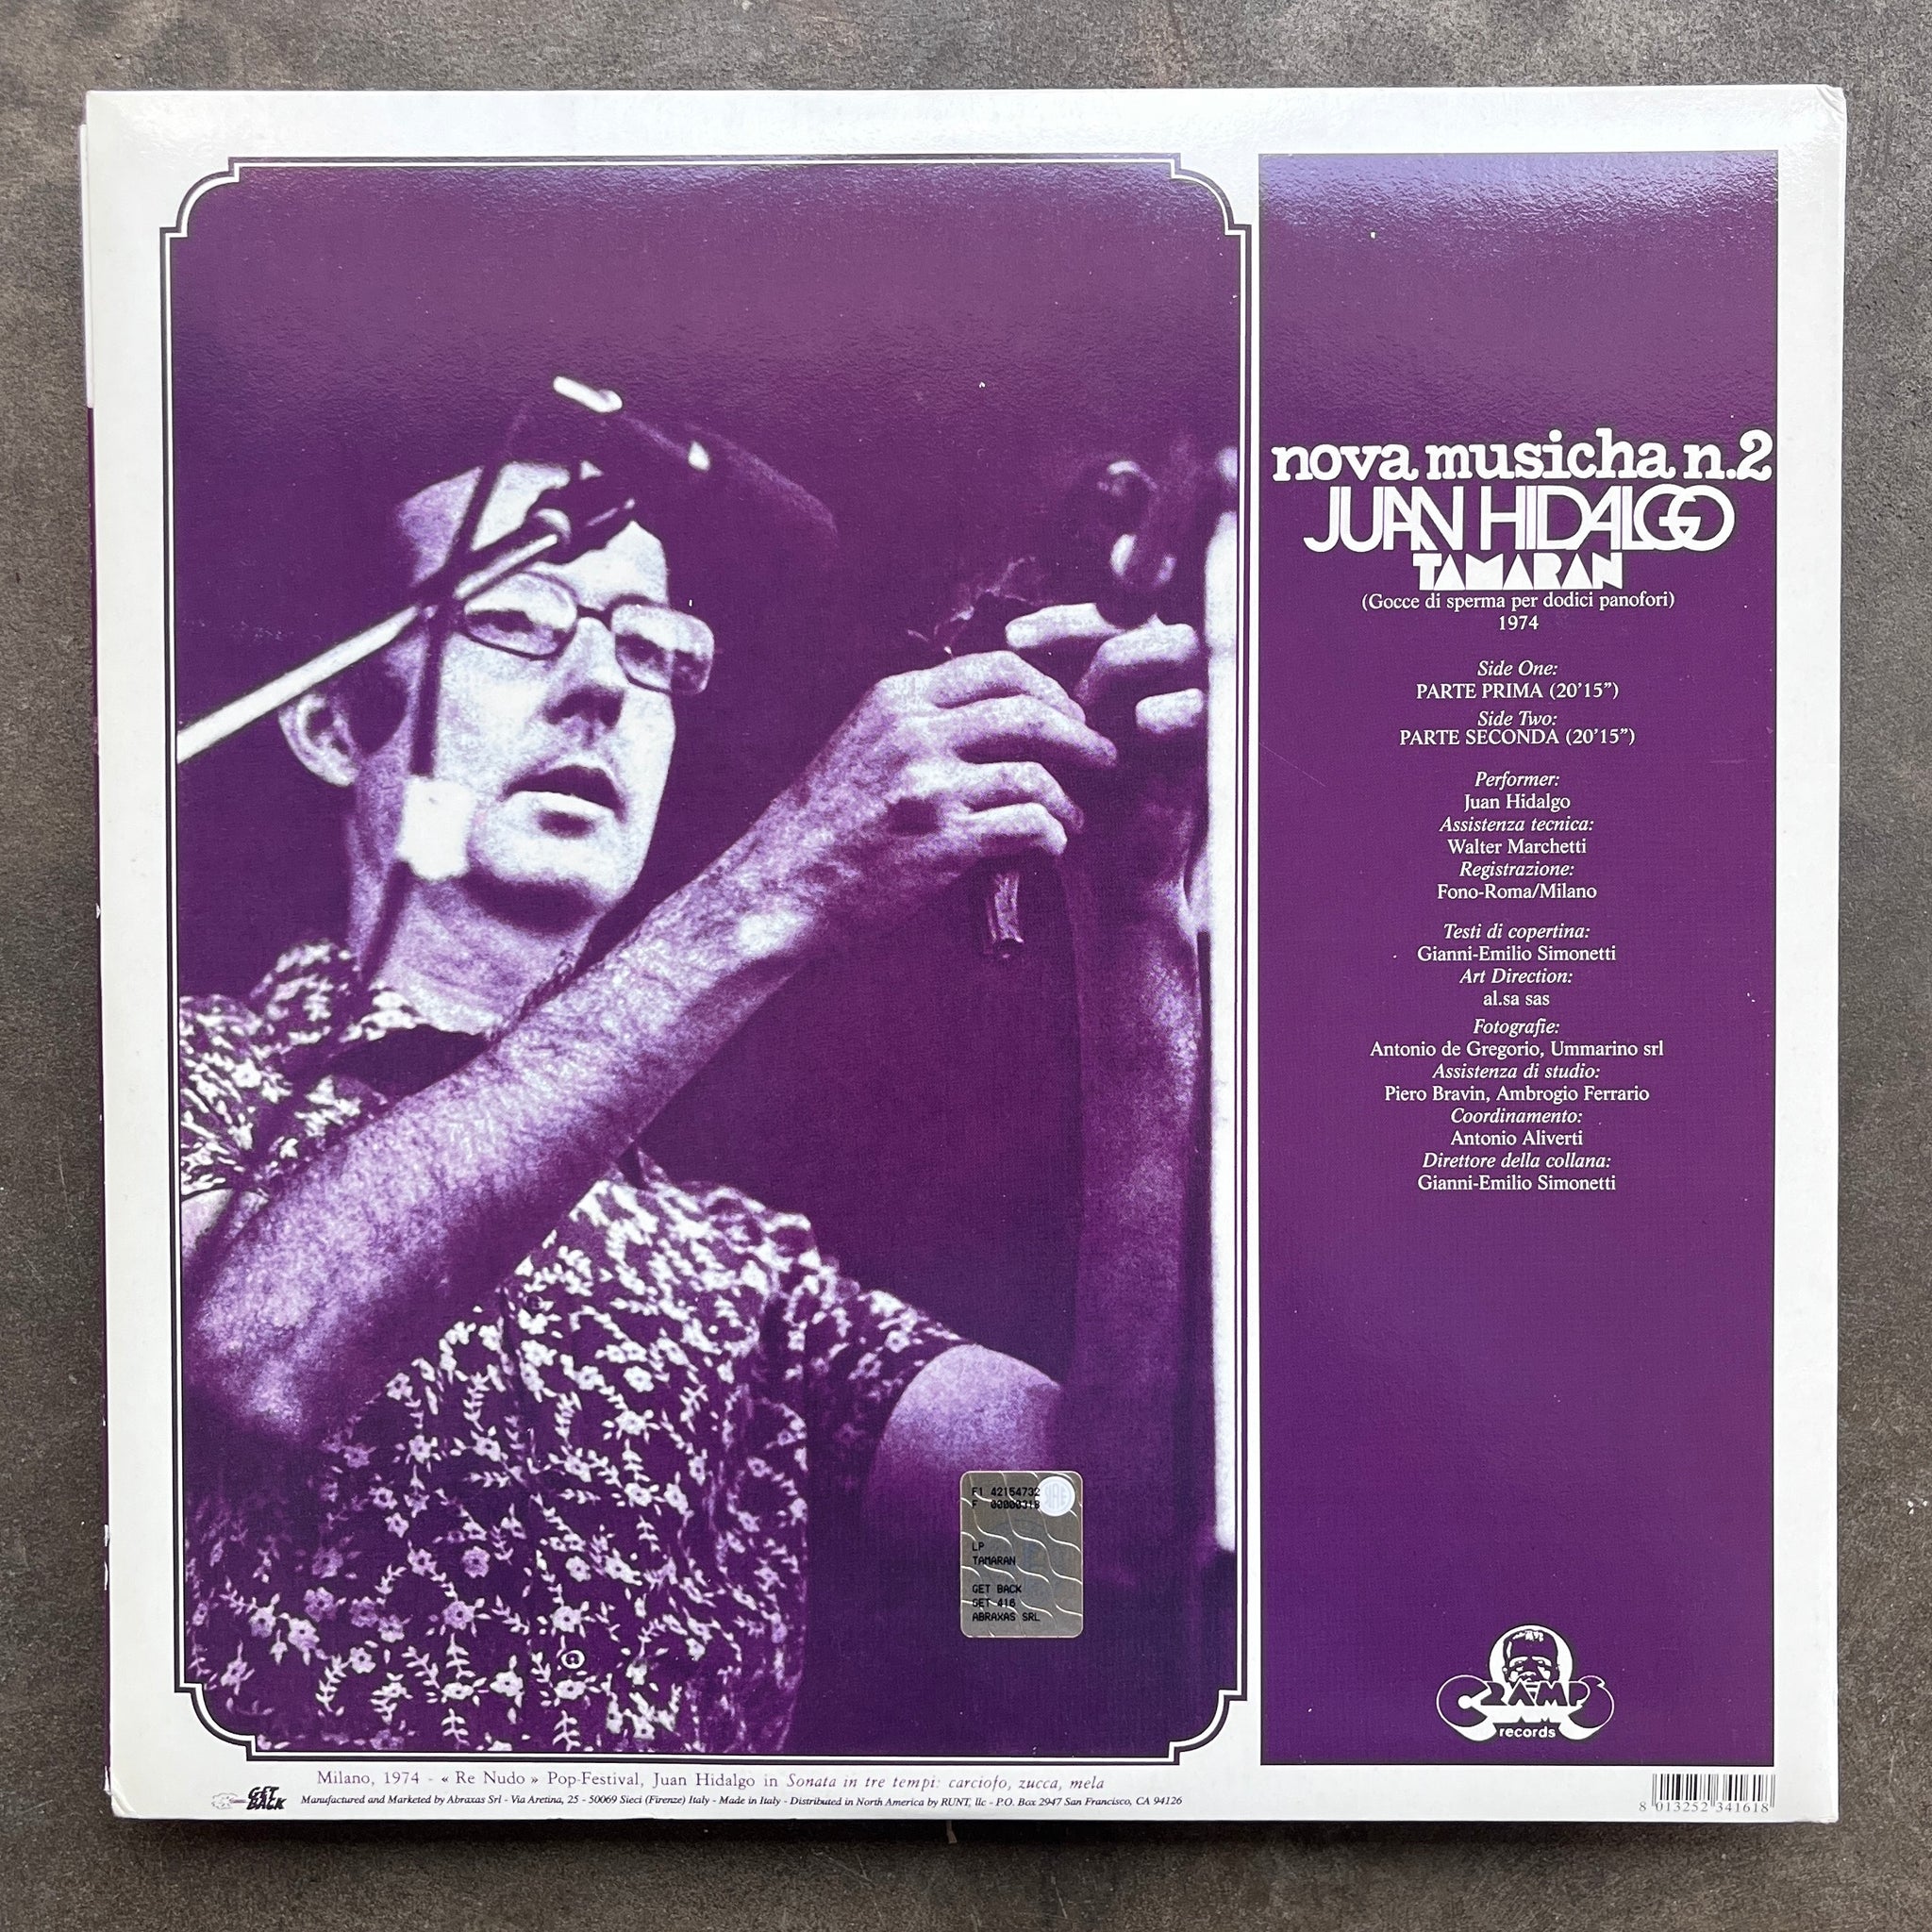 nova musicha n.2
JUAN HIDALGO
TAMARAN
(Gocce di sperma per dodici panofori)
1974
Side One:
PARTE PRIMA (20'15")
Side Two:
PARTE SECONDA (20'15")
Performer:
Juan Hidalgo
Assistenza tecnica:
Walter Marchetti
Registrazione:
Fono-Roma/Milano
Testi di copertina:
Gianni-Emilio Simonetti
Art Direction:
al.sa sas
Fotografie:
Antonio de Gregorio, Ummarino srl
Assistenza di studio:
Piero Bravin, Ambrogio Ferrario
Coordinamento:
Antonio Aliverti
Direttore della collana:
Gianni-Emilio Simonetti
F1 42154732
F 00000318
LP
TAMARAN
GET BACK
GET 416
ABRAXAS SRL
CRAMPS
records
Milano, 1974 - « Re Nudo » Pop-Festival, Juan Hidalgo in Sonata in tre tempi: carciofo, zucca, mela
GET BACK
Manufactured and Marketed by Abraxas Srl - Via Aretina, 25 - 50069 Sieci (Firenze) Italy - Made in Italy - Distributed in North America by RUNT, llc - P.O. Box 2947 San Francisco, CA 94126
8 013252 341618